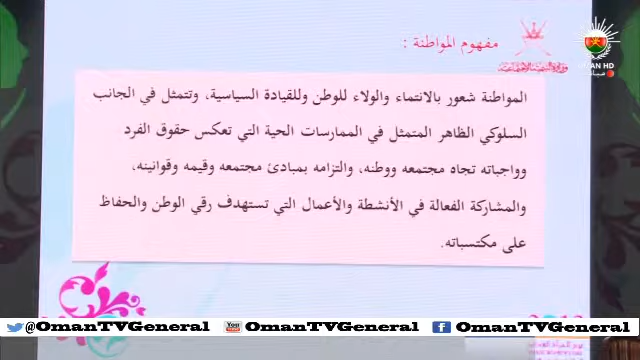 مفهوم المواطنة :
المواطنة شعور بالانتماء والولاء للوطن وللقيادة السياسية، وتتمثل في الجانب
السلوكي الظاهر المتمثل في الممارسات الحية التي تعكس حقوق الفرد
وواجباته تجاه مجتمعه ووطنه، والتزامه بمبادئ مجتمعه وقيمه وقوانينه،
والمشاركة الفعالة في الأنشطة والأعمال التي تستهدف رقي الوطن والحفاظ
على مكتسباته.
@OmanTVGeneral You Tube OmanTVGeneral f OmanTVGeneral